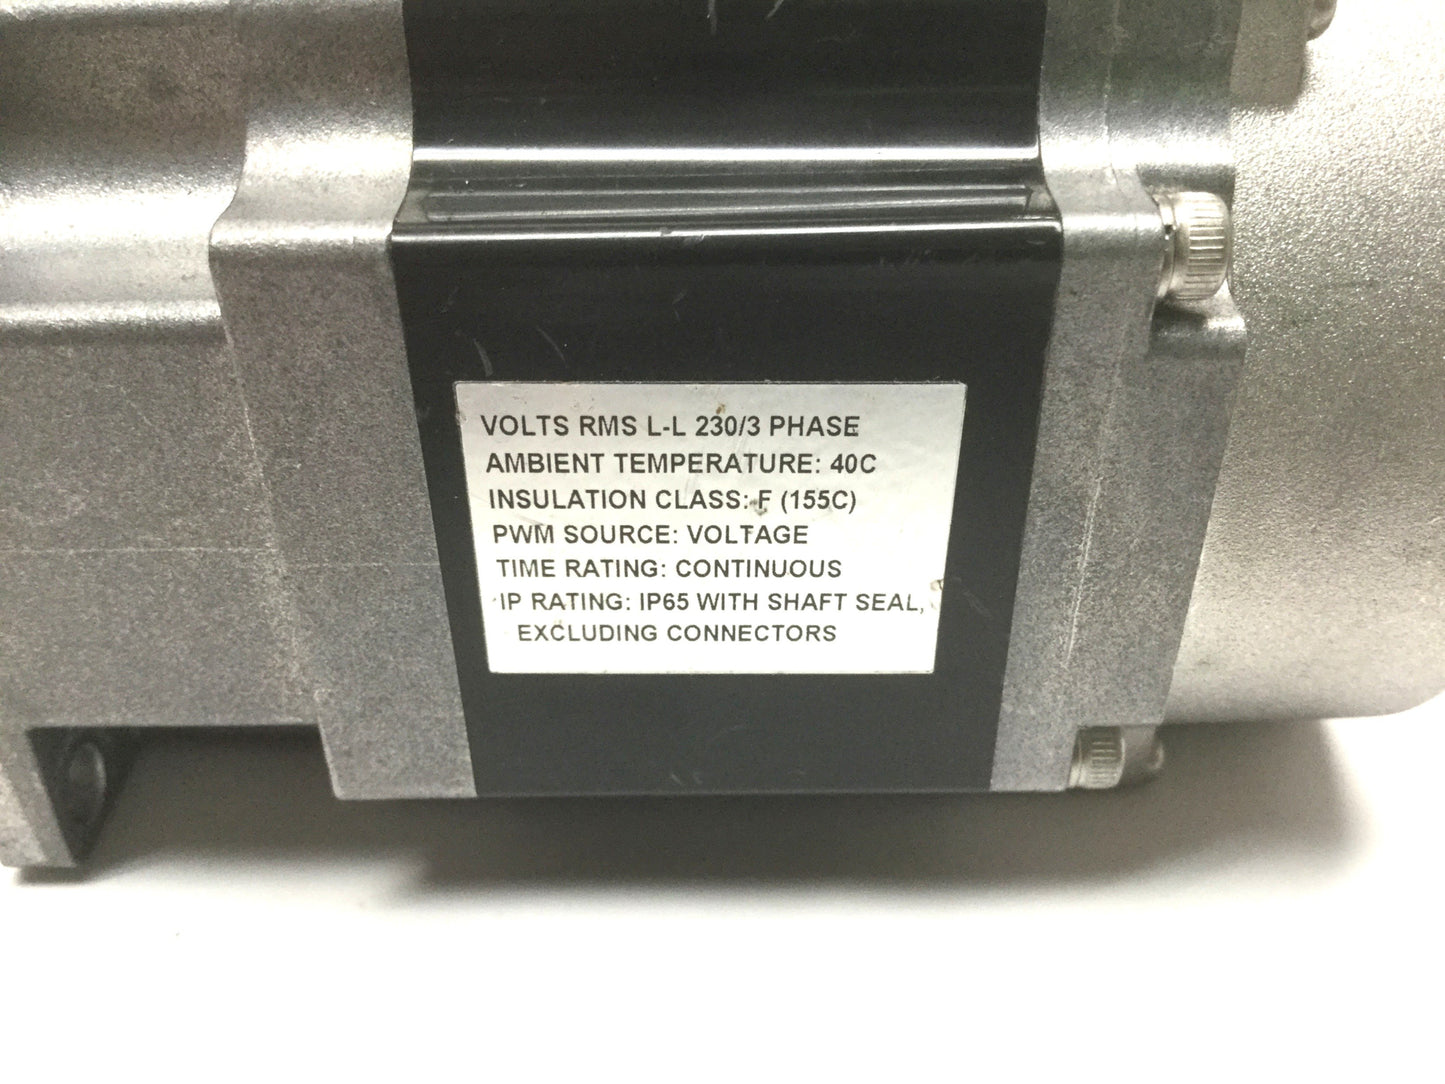 VOLTS RMS L-L 230/3 PHASE
AMBIENT TEMPERATURE: 40C
INSULATION CLASS: F (155C)
PWM SOURCE: VOLTAGE
TIME RATING: CONTINUOUS
IP RATING: IP65 WITH SHAFT SEAL,
EXCLUDING CONNECTORS